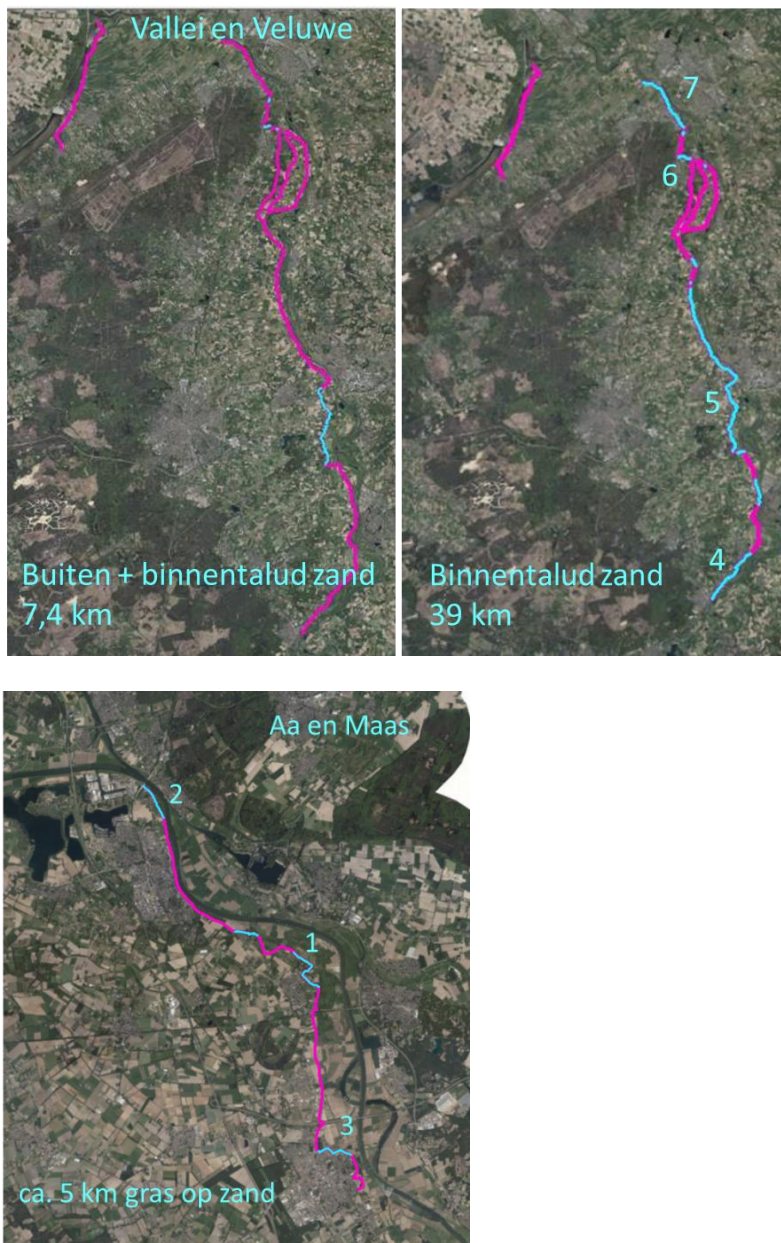 Vallei en Veluwe
Buiten + binnentalud zand
7,4 km
7
6
5
4
Binnentalud zand
39 km
Aa en Maas
2
1
3
ca. 5 km gras op zand